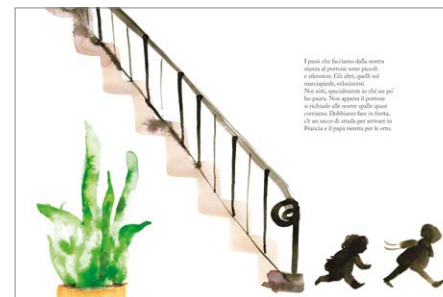 I passi che facciamo dalla nostra
stanza al portone sono piccoli
e silenziosi. Gli altri, quelli sul
marciapiede, velocissimi.
Noi zitti, specialmente io ché un po'
ho paura. Non appena il portone
si richiude alle nostre spalle quasi
corriamo. Dobbiamo fare in fretta,
c'è un sacco di strada per arrivare in
Francia e il papà rientra per le otto.